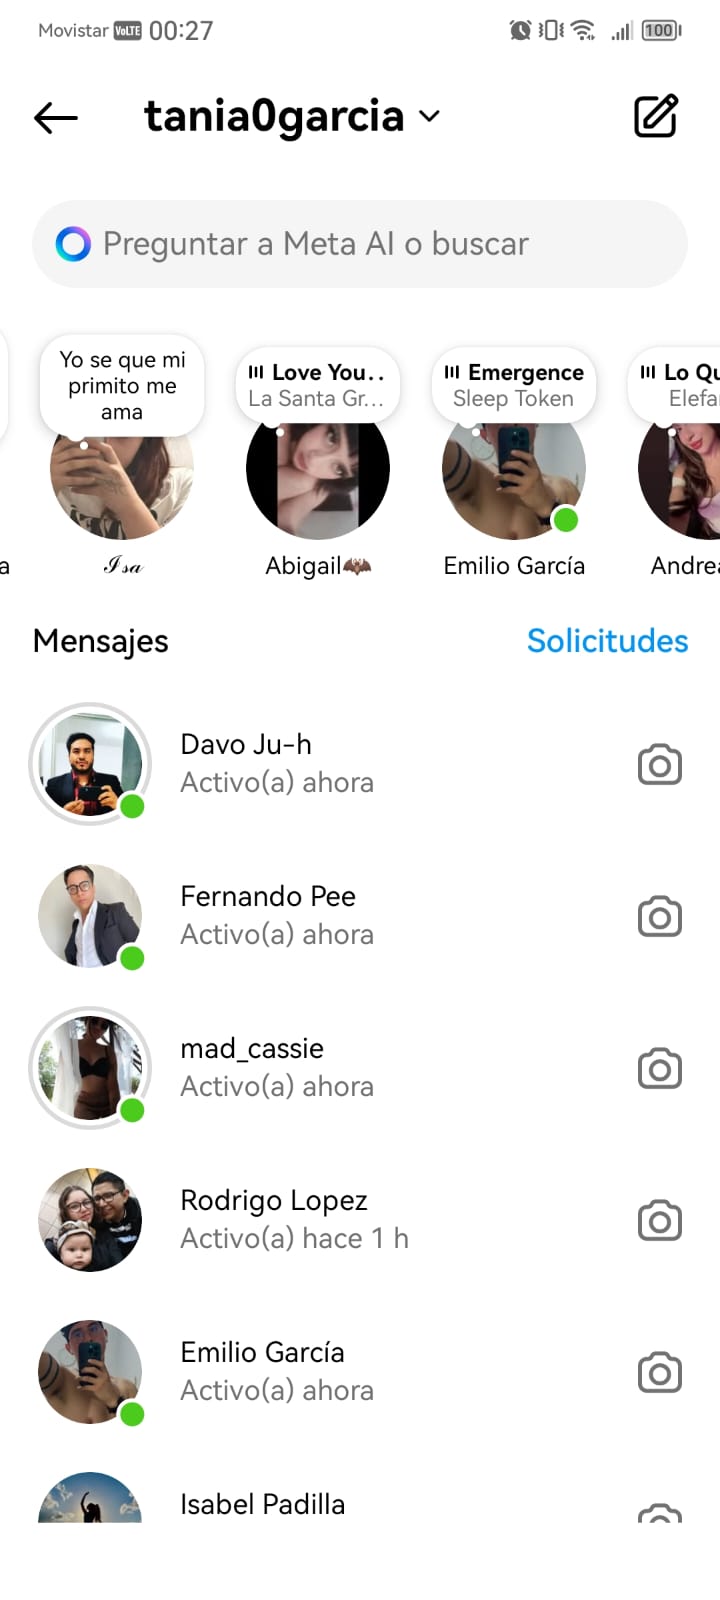 Movistar VoLTE 00:27 100
tania0garcia
Preguntar a Meta AI o buscar
Yo se que mi
primito me
ama
Love You..
La Santa Gr...
Emergence
Sleep Token
Lo Qu
Elefa
a
Isa
Abigail🦇
Emilio García
Andrea
Mensajes
Solicitudes
Davo Ju-h
Activo(a) ahora
Fernando Pee
Activo(a) ahora
mad_cassie
Activo(a) ahora
Rodrigo Lopez
Activo(a) hace 1 h
Emilio García
Activo(a) ahora
Isabel Padilla